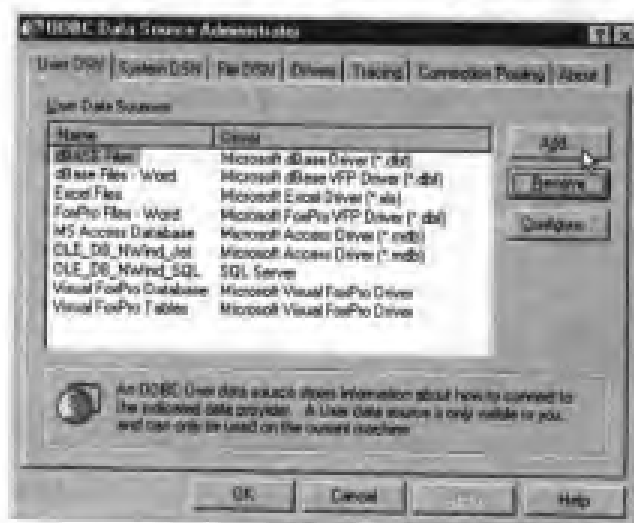 ODBC Data Source Administrator
User DSN System DSN File DSN Drivers Tracing Connection Pooling About
User Data Sources
Name Driver
dBASE Files Microsoft dBase Driver (*.dbf)
dBase Files - Word Microsoft dBase VFP Driver (*.dbf)
Excel Files Microsoft Excel Driver (*.xls)
FoxPro Files - Word Microsoft FoxPro VFP Driver (*.dbf)
MS Access Database Microsoft Access Driver (*.mdb)
OLE_DB_NWind_Jet Microsoft Access Driver (*.mdb)
OLE_DB_NWind_SQL SQL Server
Visual FoxPro Database Microsoft Visual FoxPro Driver
Visual FoxPro Tables Microsoft Visual FoxPro Driver
Add...
Remove
Configure...
An ODBC User data source stores information about how to connect to
the indicated data provider. A User data source is only visible to you,
and can only be used on the current machine.
OK Cancel Help